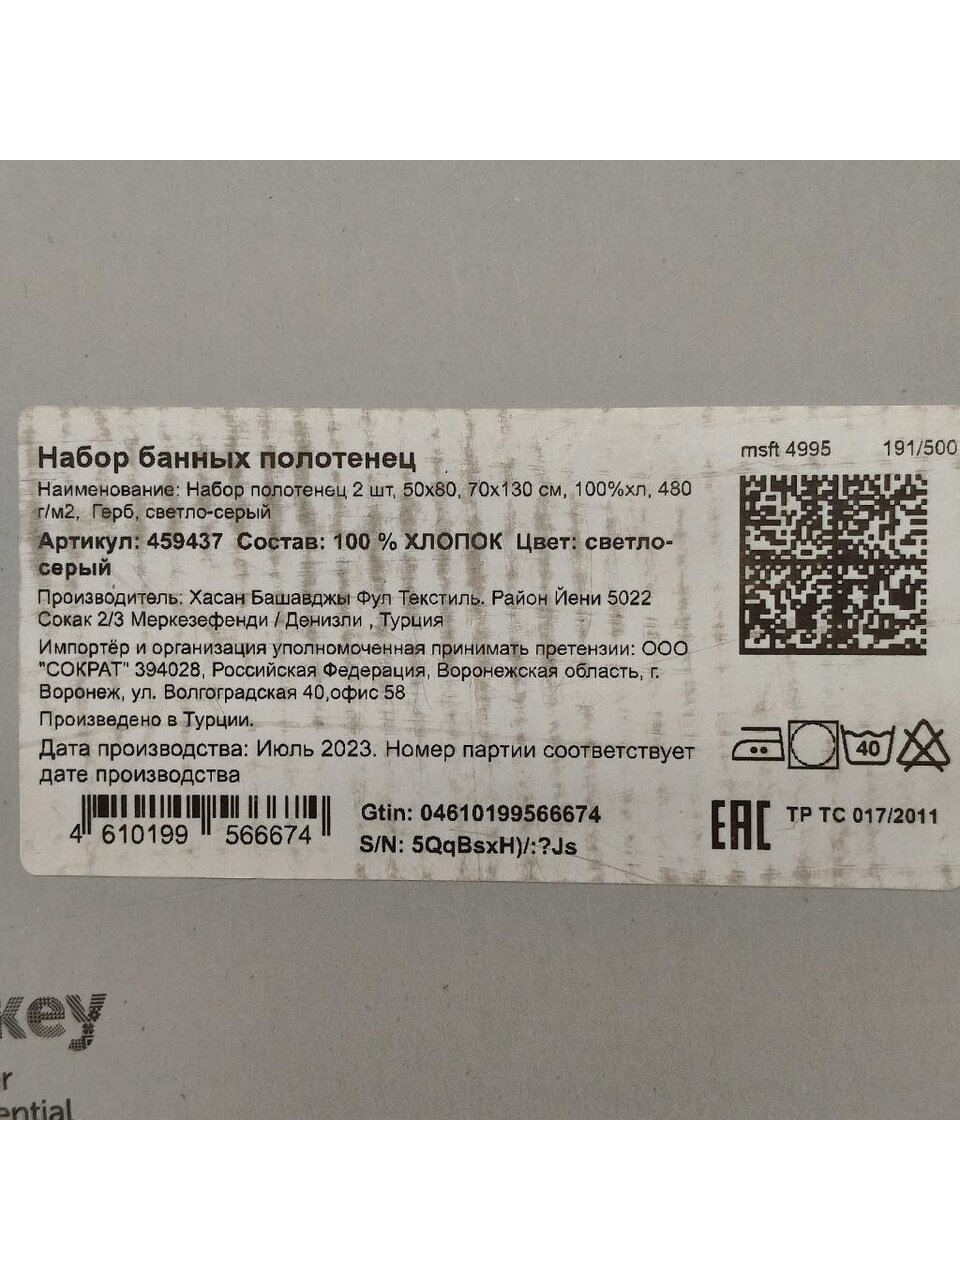 Набор банных полотенец
Наименование: Набор полотенец 2 шт, 50х80, 70х130 см, 100%хл, 480
г/м2, Герб, светло-серый
Артикул: 459437 Состав: 100 % ХЛОПОК Цвет: светло-
серый
Производитель: Хасан Башавджы Фул Текстиль. Район Йени 5022
Сокак 2/3 Меркезефенди / Денизли , Турция
Импортёр и организация уполномоченная принимать претензии: ООО
"СОКРАТ" 394028, Российская Федерация, Воронежская область, г.
Воронеж, ул. Волгоградская 40,офис 58
Произведено в Турции.
Дата производства: Июль 2023. Номер партии соответствует
дате производства
4 610199 566674
Gtin: 04610199566674
S/N: 5QqBsxH)/:?Js
msft 4995 191/500
40
EAC ТР ТС 017/2011
key
er
ential